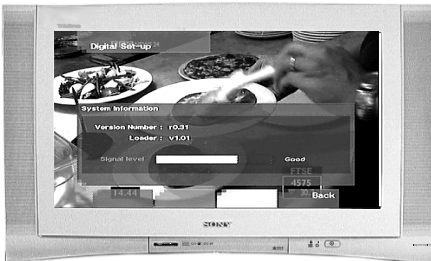 Digital Set-up
System Information
Version Number : r0.31
Loader : v1.01
Signal level Good
FTSE
4575
14.44
Back
SONY